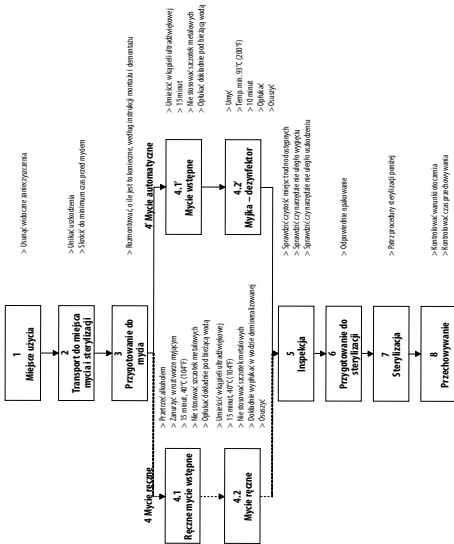 1
Miejsce użycia
> Usunąć widoczne zanieczyszczenia
2
Transport do miejsca
mycia i sterylizacji
> Unikać uszkodzenia
> Skrócić do minimum czas przed myciem
3
Przygotowanie do
mycia
> Rozmontować, o ile jest to konieczne, według instrukcji montażu i demontażu
4 Mycie ręczne
> Przetrzeć alkoholem
> Zanurzyć w roztworze myjącym
> 15 minut, 40°C (104°F)
> Nie stosować szczotek metalowych
> Opłukać dokładnie pod bieżącą wodą
4.1
Ręczne mycie wstępne
> Umieścić w kąpieli ultradźwiękowej
> 15 minut, 40°C (104°F)
> Nie stosować szczotek metalowych
> Dokładnie wypłukać w wodzie demineralizowanej
> Osuszyć
4.2
Mycie ręczne
4' Mycie automatyczne
4.1'
Mycie wstępne
> Umieścić w kąpieli ultradźwiękowej
> 15 minut
> Nie stosować szczotek metalowych
> Opłukać dokładnie pod bieżącą wodą
4.2'
Myjka – dezynfektor
> Umyć
> Temp. min. 93°C (200°F)
> 10 minut
> Opłukać
> Osuszyć
5
Inspekcja
> Sprawdzić czystość miejsc trudno dostępnych
> Sprawdzić czy narzędzie nie uległo wygięciu
> Sprawdzić czy narzędzie nie uległo uszkodzeniu
6
Przygotowanie do
sterylizacji
> Odpowiednie opakowanie
7
Sterylizacja
> Patrz procedury sterylizacji poniżej
8
Przechowywanie
> Kontrolować warunki otoczenia
> Kontrolować czas przechowywania